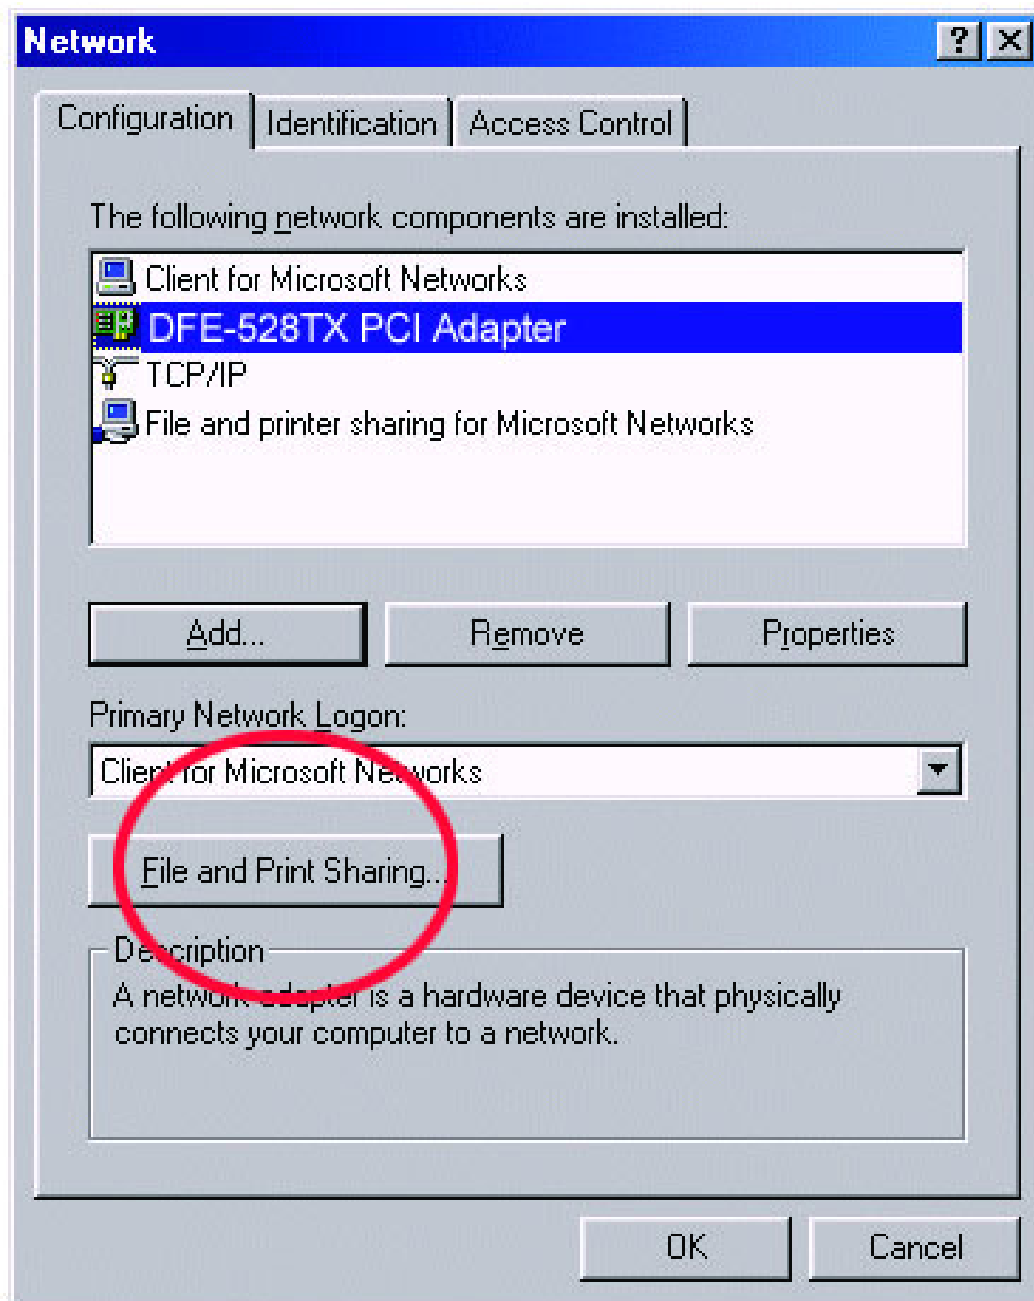 Network
Configuration Identification Access Control
The following network components are installed:
Client for Microsoft Networks
DFE-528TX PCI Adapter
TCP/IP
File and printer sharing for Microsoft Networks
Add... Remove Properties
Primary Network Logon:
Client for Microsoft Networks
File and Print Sharing...
Description
A network adapter is a hardware device that physically
connects your computer to a network.
OK Cancel